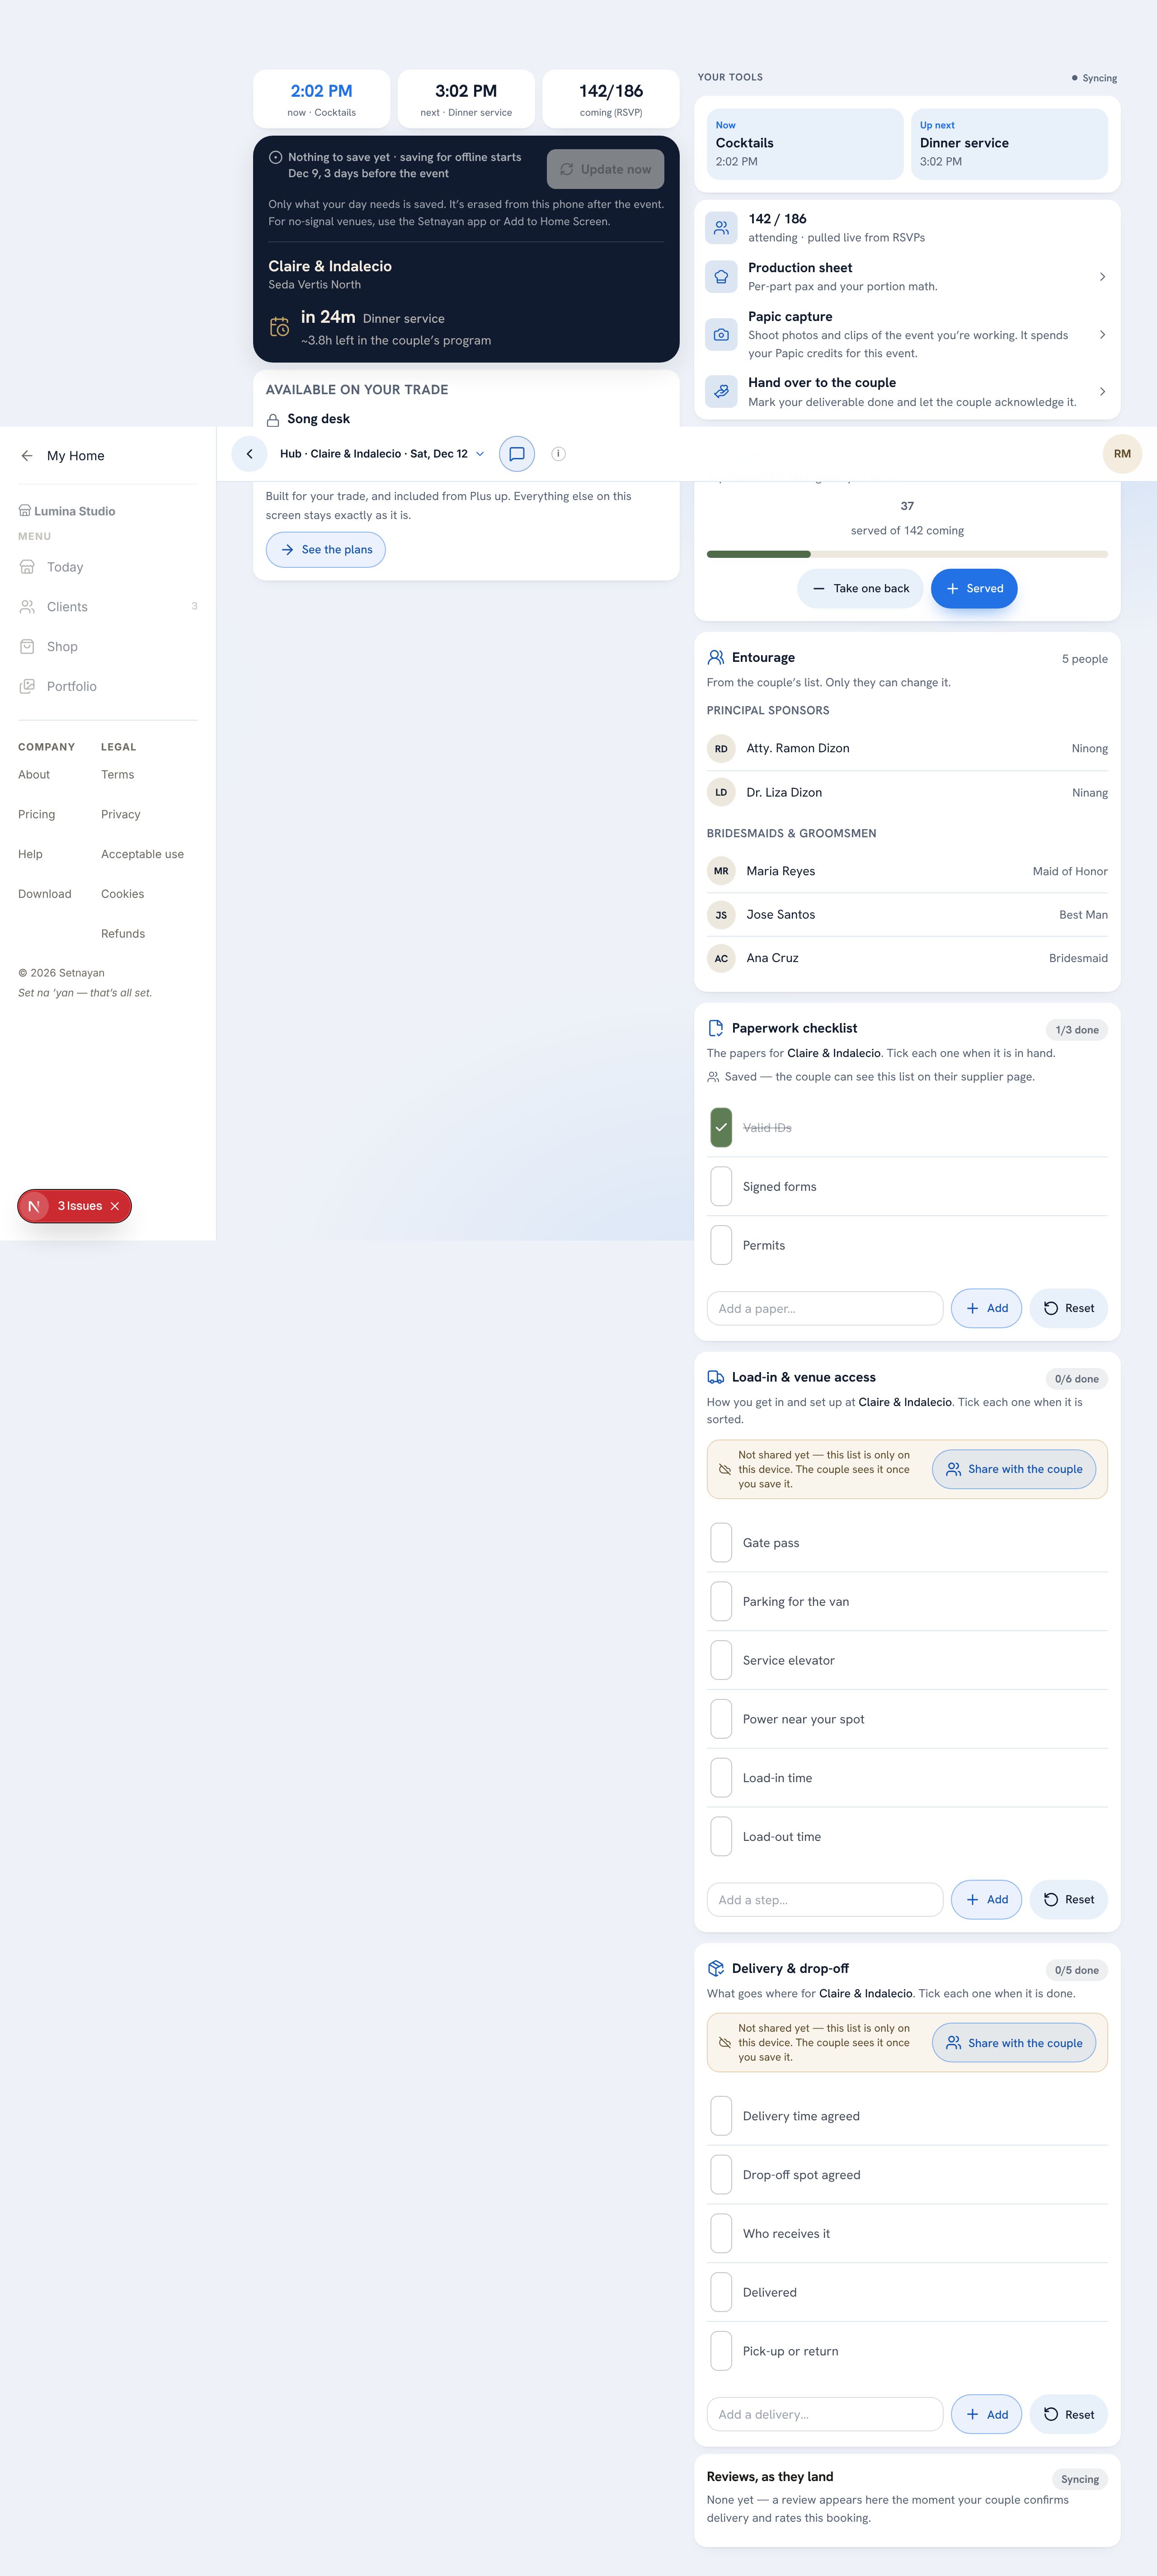 2:02 PM
now · Cocktails
3:02 PM
next · Dinner service
142/186
coming (RSVP)
Nothing to save yet · saving for offline starts
Dec 9, 3 days before the event
Update now
Only what your day needs is saved. It’s erased from this phone after the event.
For no-signal venues, use the Setnayan app or Add to Home Screen.
Claire & Indalecio
Seda Vertis North
in 24m Dinner service
~3.8h left in the couple’s program
AVAILABLE ON YOUR TRADE
Song desk
YOUR TOOLS
Syncing
Now
Cocktails
2:02 PM
Up next
Dinner service
3:02 PM
142 / 186
attending · pulled live from RSVPs
Production sheet
Per-part pax and your portion math.
Papic capture
Shoot photos and clips of the event you’re working. It spends
your Papic credits for this event.
Hand over to the couple
Mark your deliverable done and let the couple acknowledge it.
My Home
Hub · Claire & Indalecio · Sat, Dec 12
i
RM
Lumina Studio
MENU
Today
Clients 3
Shop
Portfolio
COMPANY
About
Pricing
Help
Download
LEGAL
Terms
Privacy
Acceptable use
Cookies
Refunds
© 2026 Setnayan
Set na ’yan — that’s all set.
N 3 Issues
Built for your trade, and included from Plus up. Everything else on this
screen stays exactly as it is.
See the plans
37
served of 142 coming
Take one back
Served
Entourage
5 people
From the couple’s list. Only they can change it.
PRINCIPAL SPONSORS
RD Atty. Ramon Dizon Ninong
LD Dr. Liza Dizon Ninang
BRIDESMAIDS & GROOMSMEN
MR Maria Reyes Maid of Honor
JS Jose Santos Best Man
AC Ana Cruz Bridesmaid
Paperwork checklist
1/3 done
The papers for Claire & Indalecio. Tick each one when it is in hand.
Saved — the couple can see this list on their supplier page.
Valid IDs
Signed forms
Permits
Add a paper...
Add
Reset
Load-in & venue access
0/6 done
How you get in and set up at Claire & Indalecio. Tick each one when it is
sorted.
Not shared yet — this list is only on
this device. The couple sees it once
you save it.
Share with the couple
Gate pass
Parking for the van
Service elevator
Power near your spot
Load-in time
Load-out time
Add a step...
Add
Reset
Delivery & drop-off
0/5 done
What goes where for Claire & Indalecio. Tick each one when it is done.
Not shared yet — this list is only on
this device. The couple sees it once
you save it.
Share with the couple
Delivery time agreed
Drop-off spot agreed
Who receives it
Delivered
Pick-up or return
Add a delivery...
Add
Reset
Reviews, as they land
Syncing
None yet — a review appears here the moment your couple confirms
delivery and rates this booking.